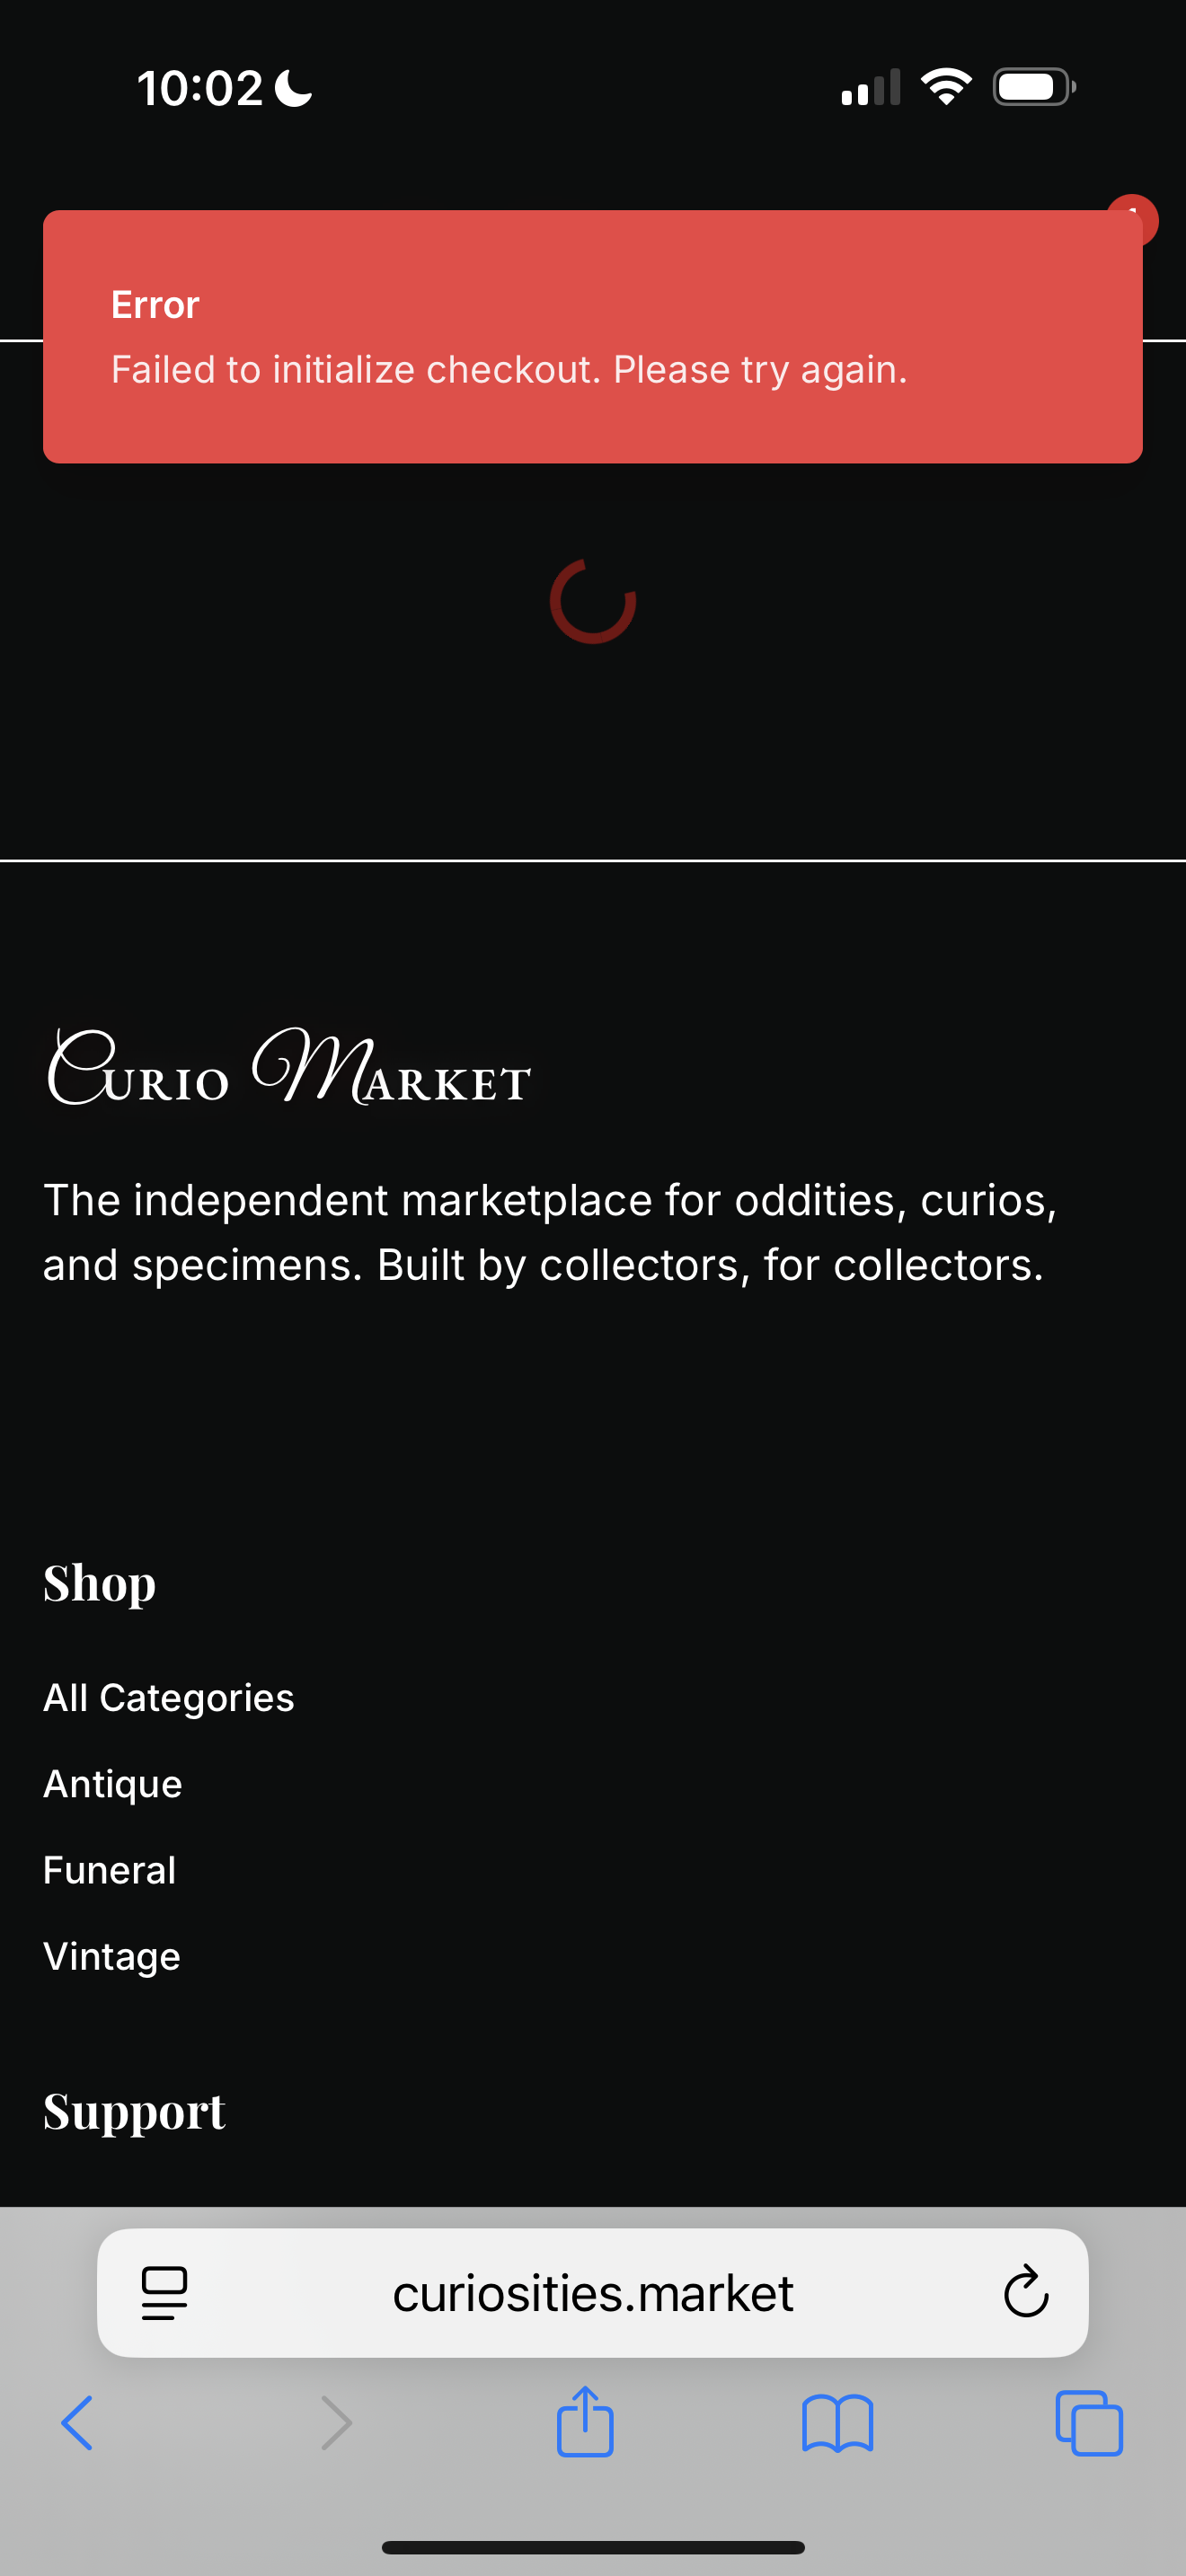 10:02
Error
Failed to initialize checkout. Please try again.
Curio Market
The independent marketplace for oddities, curios,
and specimens. Built by collectors, for collectors.
Shop
All Categories
Antique
Funeral
Vintage
Support
curiosities.market